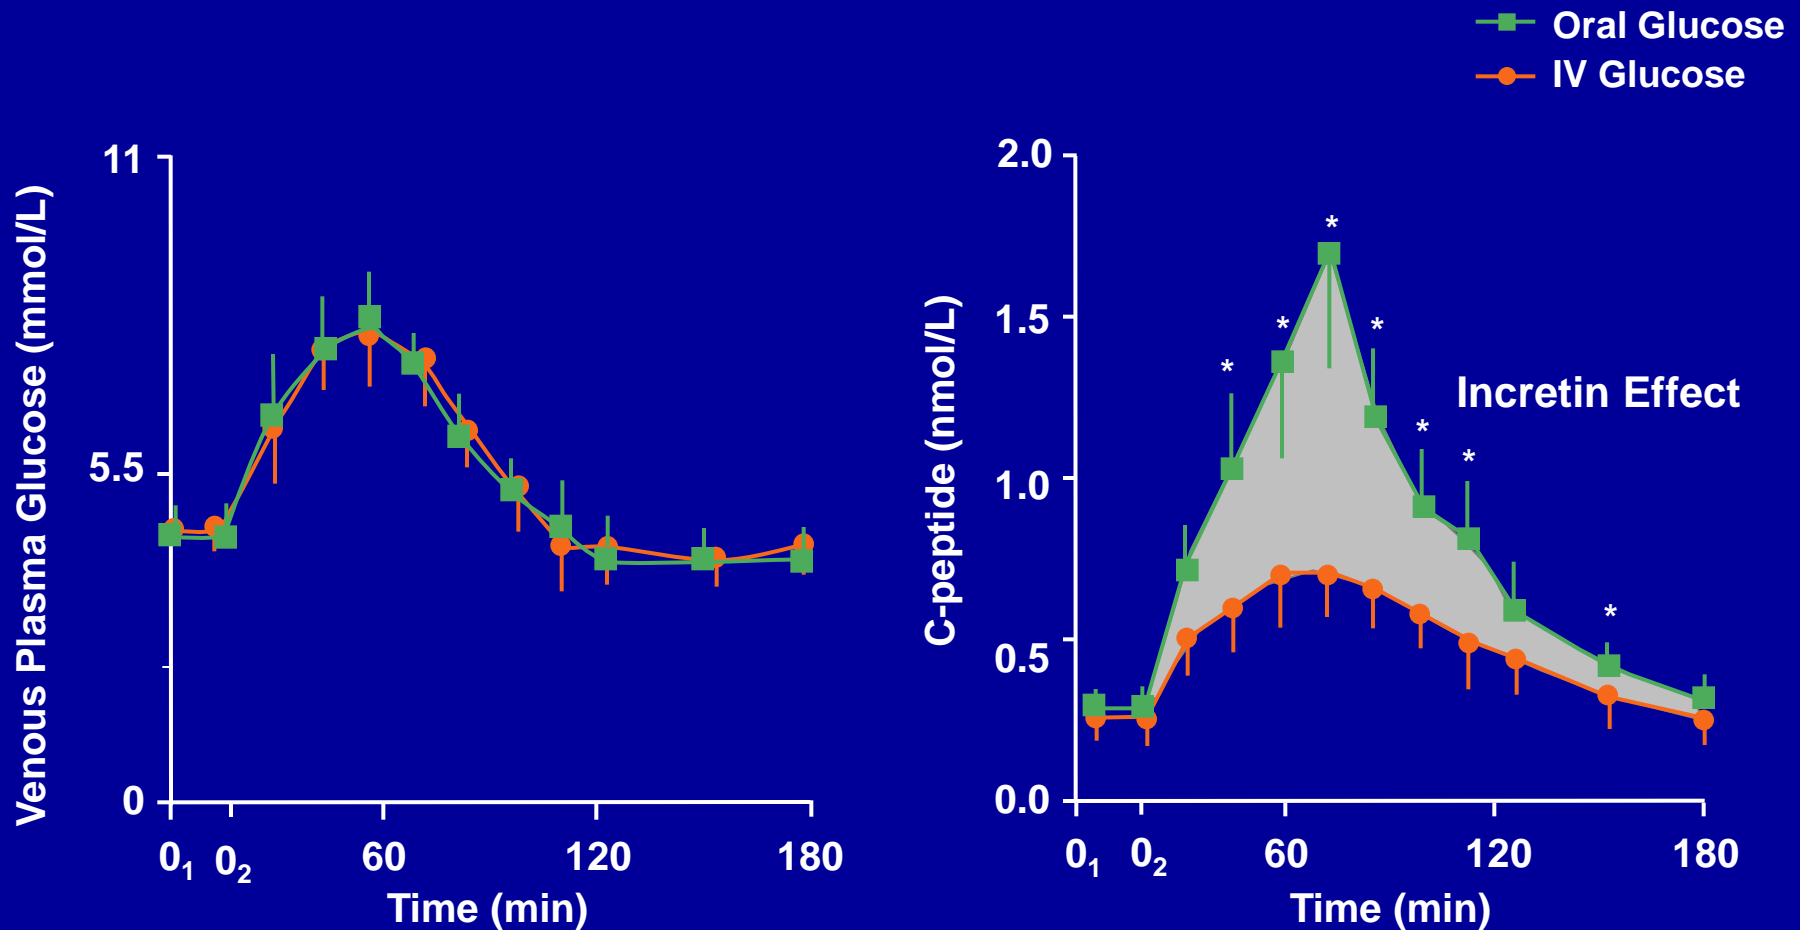 Oral Glucose
IV Glucose
Venous Plasma Glucose (mmol/L)
11
5.5
0
0₁ 0₂ 60 120 180
Time (min)
C-peptide (nmol/L)
2.0
1.5
1.0
0.5
0.0
* * * * * * *
Incretin Effect
0₁ 0₂ 60 120 180
Time (min)